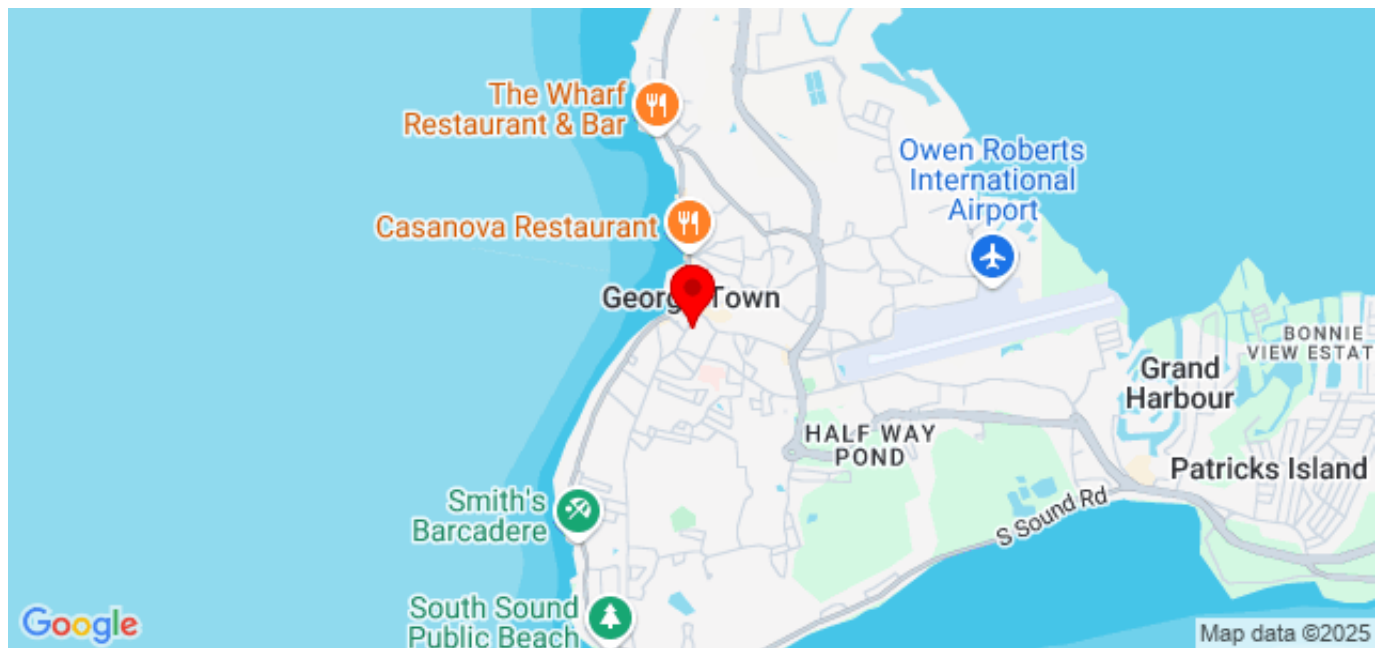 The Wharf
Restaurant & Bar
Owen Roberts
International
Airport
Casanova Restaurant
George Town
BONNIE
VIEW ESTAT
Grand
Harbour
HALF WAY
POND
Patricks Island
Smith's
Barcadere
S Sound Rd
South Sound
Public Beach
Google
Map data ©2025